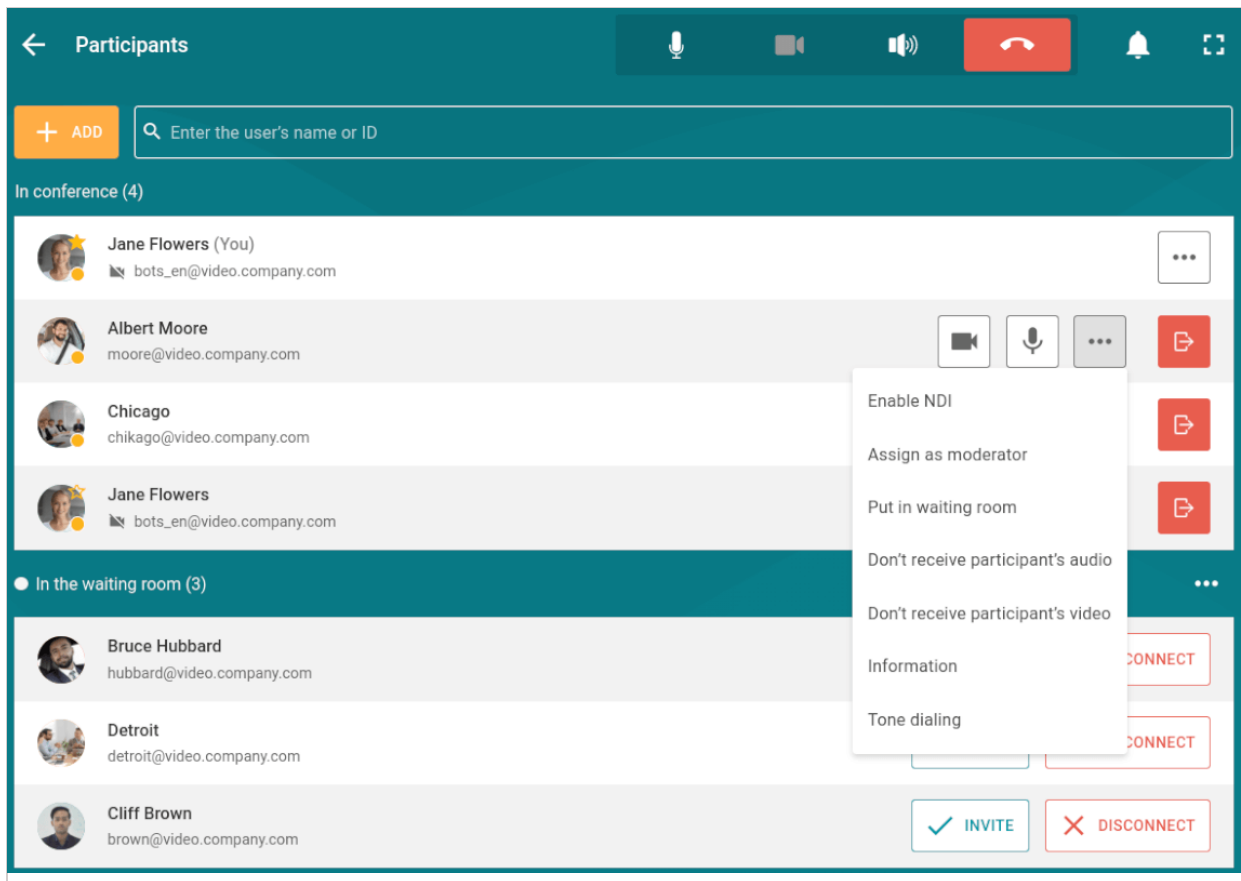 Participants
ADD
Enter the user's name or ID
In conference (4)
Jane Flowers (You)
bots_en@video.company.com
Albert Moore
moore@video.company.com
Chicago
chikago@video.company.com
Jane Flowers
bots_en@video.company.com
Enable NDI
Assign as moderator
Put in waiting room
Don't receive participant's audio
Don't receive participant's video
Information
Tone dialing
In the waiting room (3)
Bruce Hubbard
hubbard@video.company.com
CONNECT
Detroit
detroit@video.company.com
CONNECT
Cliff Brown
brown@video.company.com
INVITE DISCONNECT